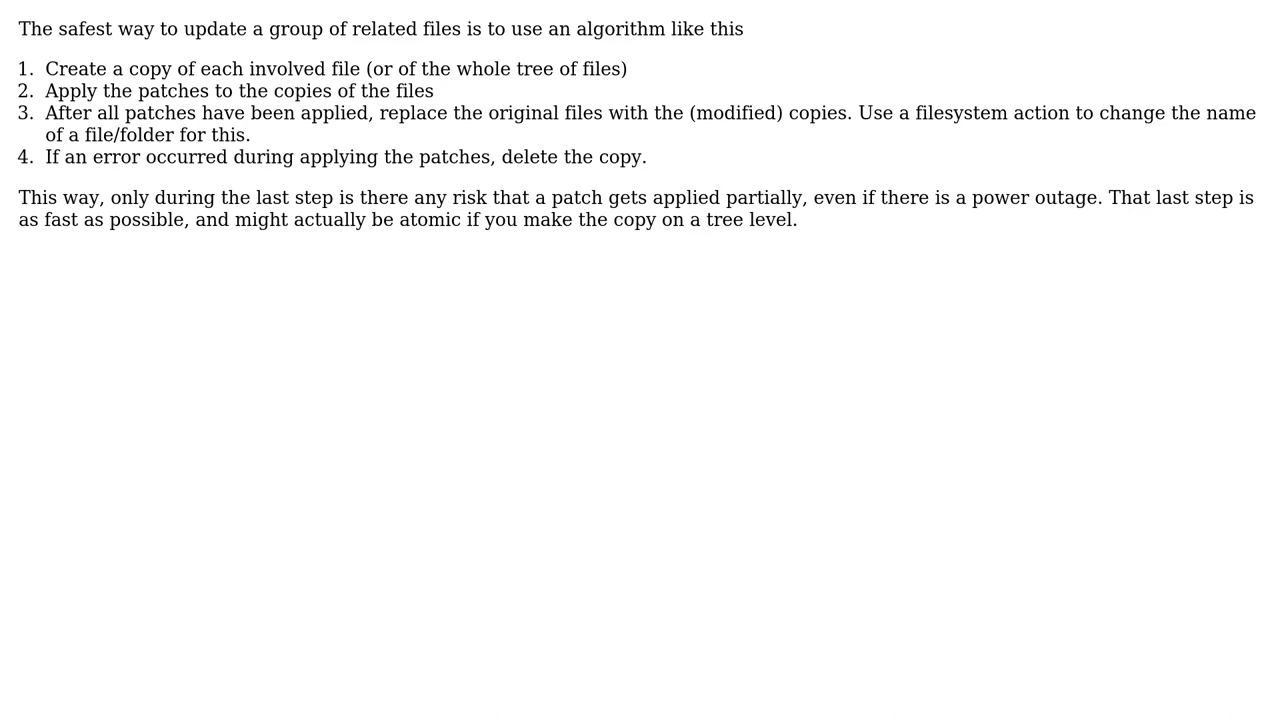 The safest way to update a group of related files is to use an algorithm like this
1. Create a copy of each involved file (or of the whole tree of files)
2. Apply the patches to the copies of the files
3. After all patches have been applied, replace the original files with the (modified) copies. Use a filesystem action to change the name
of a file/folder for this.
4. If an error occurred during applying the patches, delete the copy.
This way, only during the last step is there any risk that a patch gets applied partially, even if there is a power outage. That last step is
as fast as possible, and might actually be atomic if you make the copy on a tree level.